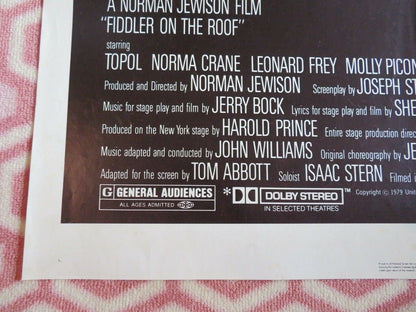 A NORMAN JEWISON FILM
"FIDDLER ON THE ROOF"
starring
TOPOL NORMA CRANE LEONARD FREY MOLLY PICON
Produced and Directed by NORMAN JEWISON Screenplay by JOSEPH ST
Music for stage play and film by JERRY BOCK Lyrics for stage play and film by SHE
Produced on the New York stage by HAROLD PRINCE Entire stage production direc
Music adapted and conducted by JOHN WILLIAMS Original choreography by JE
Adapted for the screen by TOM ABBOTT Soloist ISAAC STERN Filmed i
G GENERAL AUDIENCES
ALL AGES ADMITTED
* DOLBY STEREO™
IN SELECTED THEATRES
Copyright © 1979 Unit